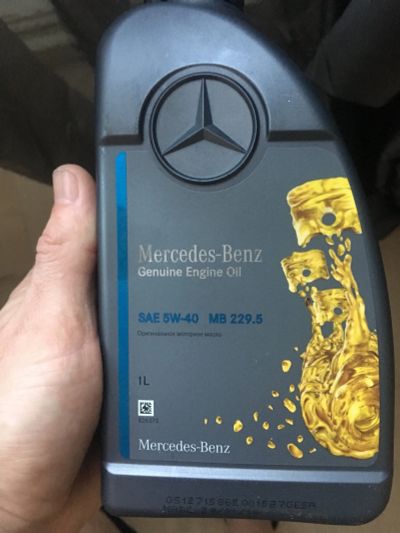 Mercedes-Benz
Genuine Engine Oil
SAE 5W-40 MB 229.5
Оригинальное моторное масло
1L
Mercedes-Benz